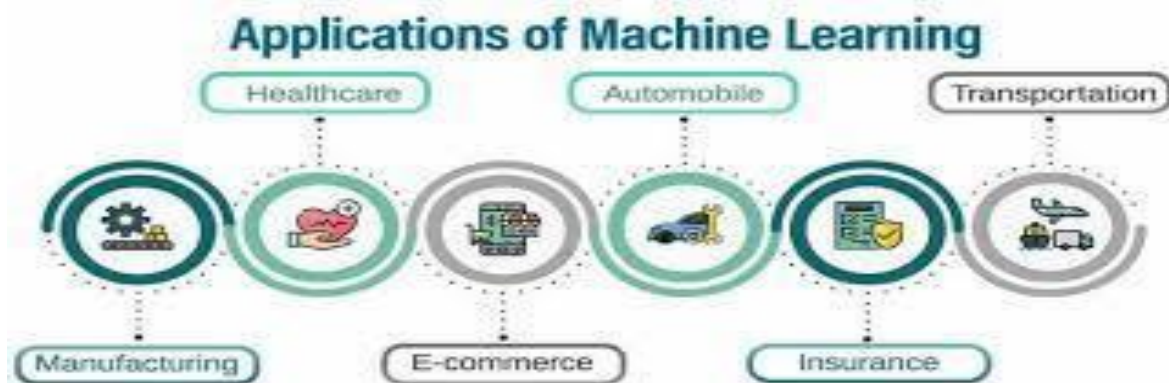 Applications of Machine Learning
Healthcare
Automobile
Transportation
Manufacturing
E-commerce
Insurance